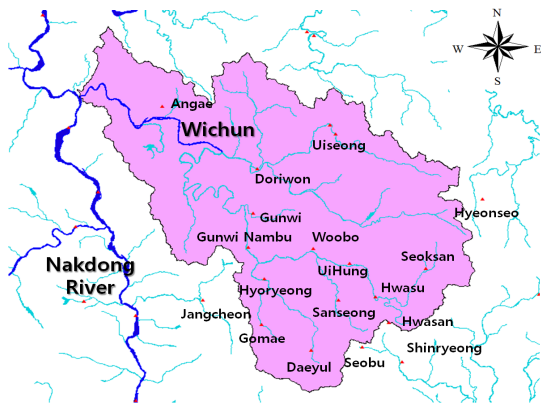 N
W E
S
Angae
Wichun
Uiseong
Doriwon
Hyeonseo
Gunwi
Gunwi Nambu Woobo
Seoksan
Nakdong
River
UiHung
Hyoryeong
Hwasu
Jangcheon
Sanseong
Hwasan
Gomae
Shinryeong
Daeyul
Seobu